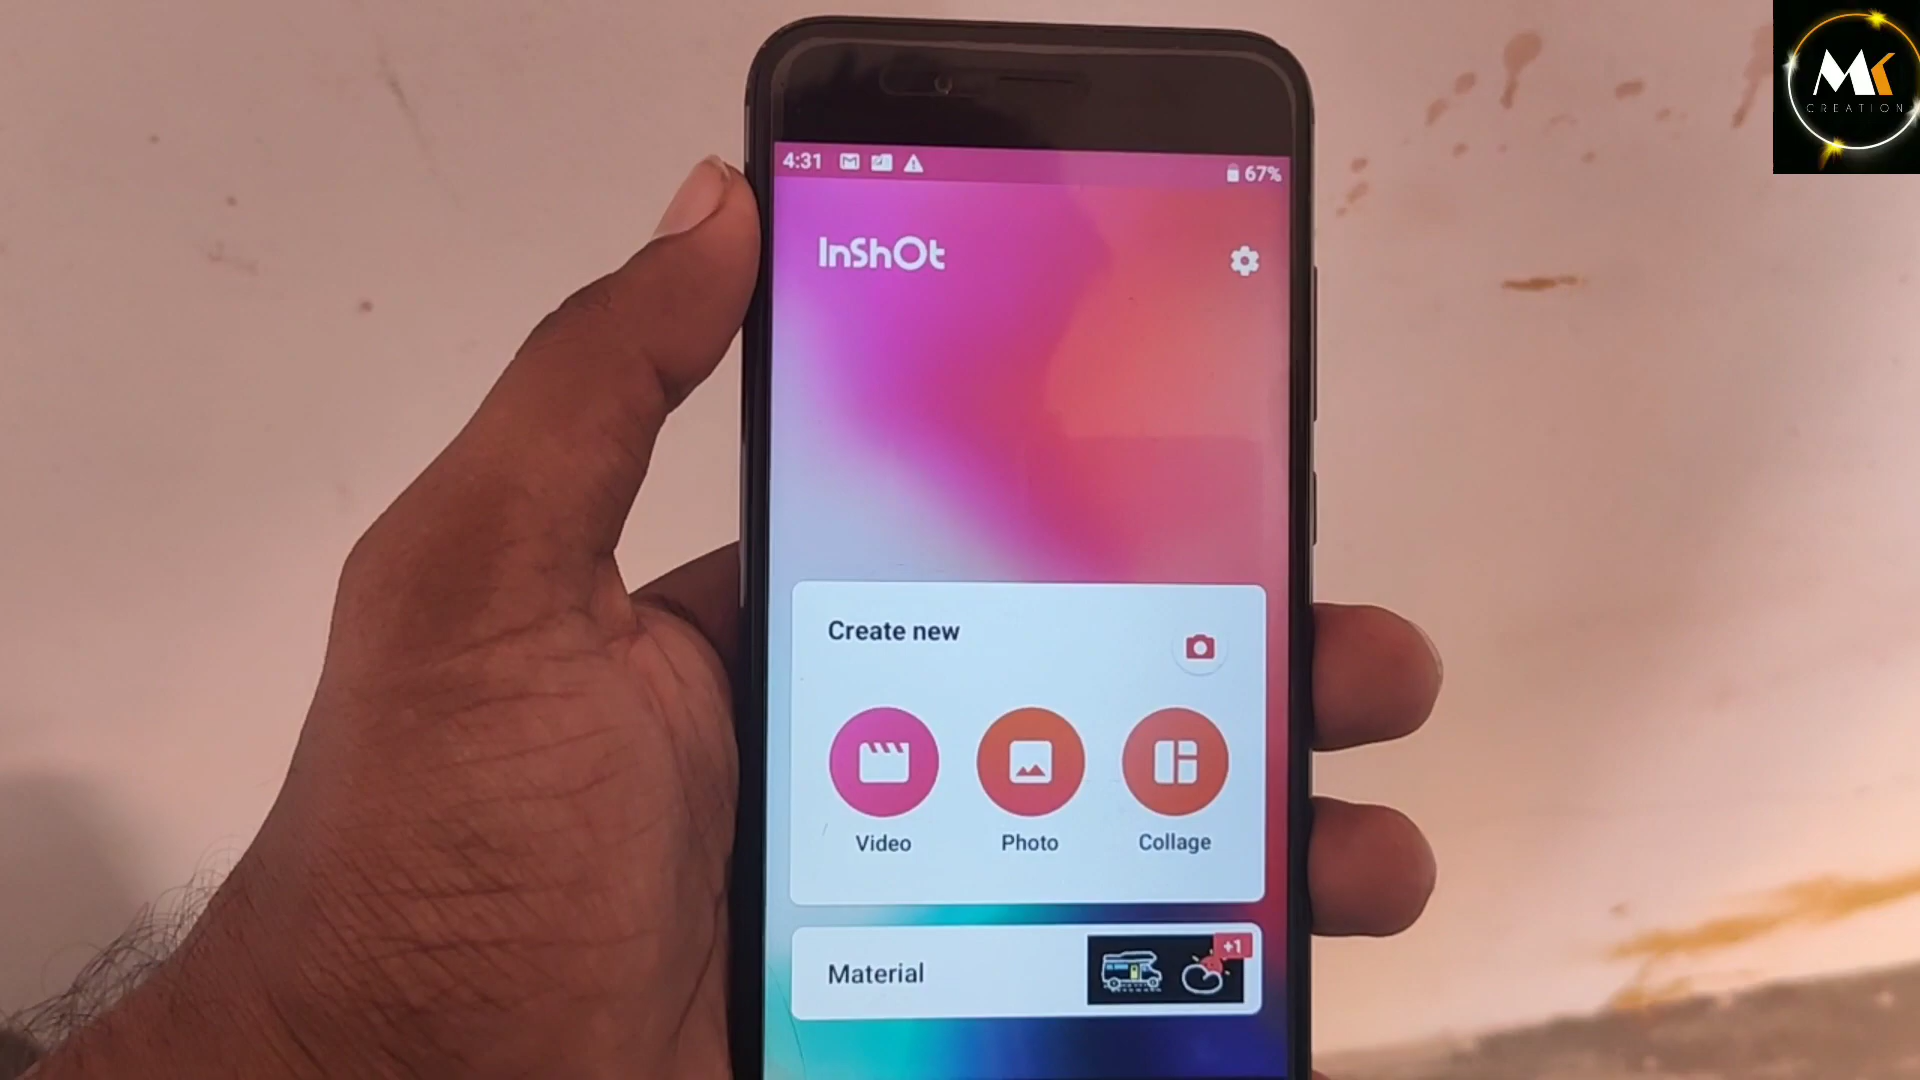 MK
CREATION
4:31
67%
InShOt
Create new
Video
Photo
Collage
Material
+1